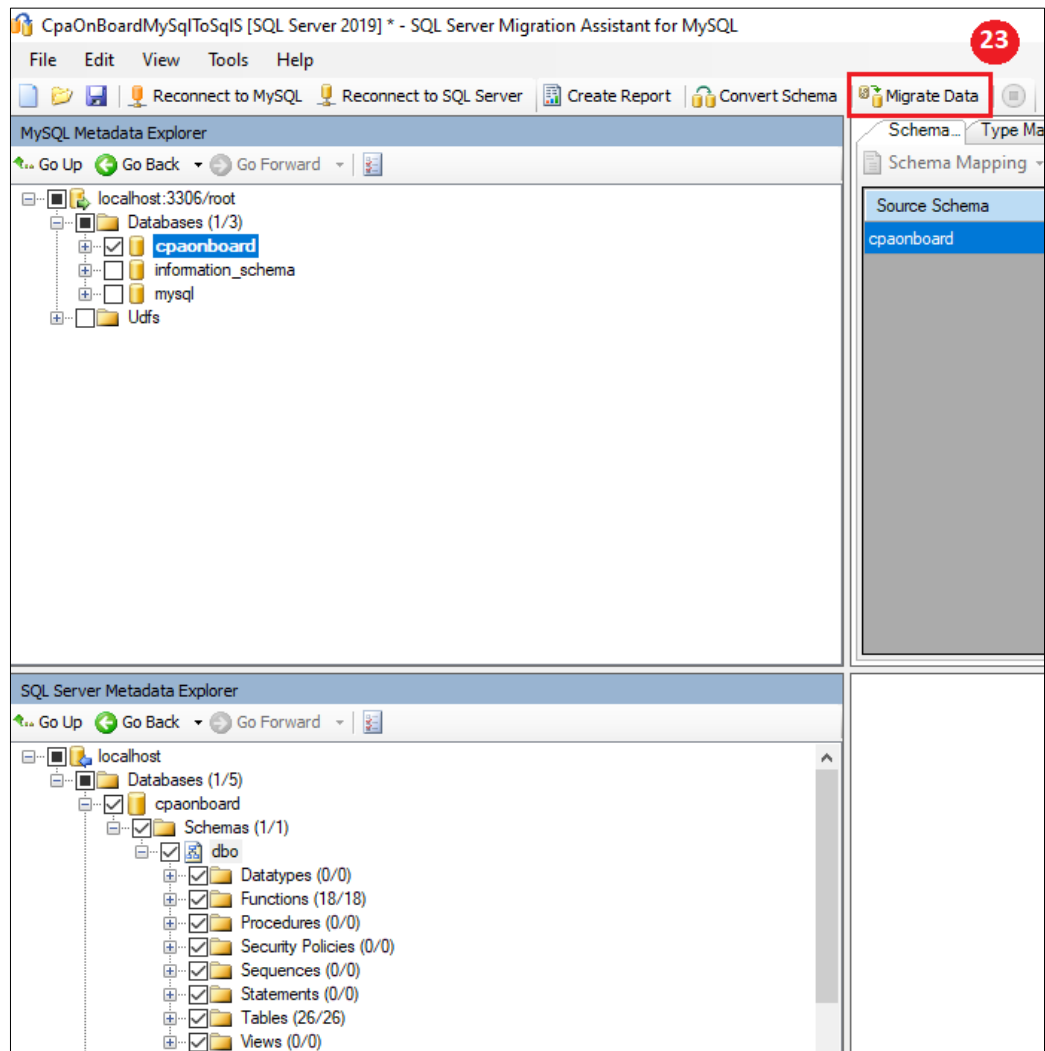 CpaOnBoardMySqlToSqlS [SQL Server 2019] * - SQL Server Migration Assistant for MySQL
23
File Edit View Tools Help
Reconnect to MySQL Reconnect to SQL Server Create Report Convert Schema Migrate Data
MySQL Metadata Explorer
Go Up Go Back Go Forward
localhost:3306/root
Databases (1/3)
cpaonboard
information_schema
mysql
Udfs
Schema... Type Ma
Schema Mapping
Source Schema
cpaonboard
SQL Server Metadata Explorer
Go Up Go Back Go Forward
localhost
Databases (1/5)
cpaonboard
Schemas (1/1)
dbo
Datatypes (0/0)
Functions (18/18)
Procedures (0/0)
Security Policies (0/0)
Sequences (0/0)
Statements (0/0)
Tables (26/26)
Views (0/0)